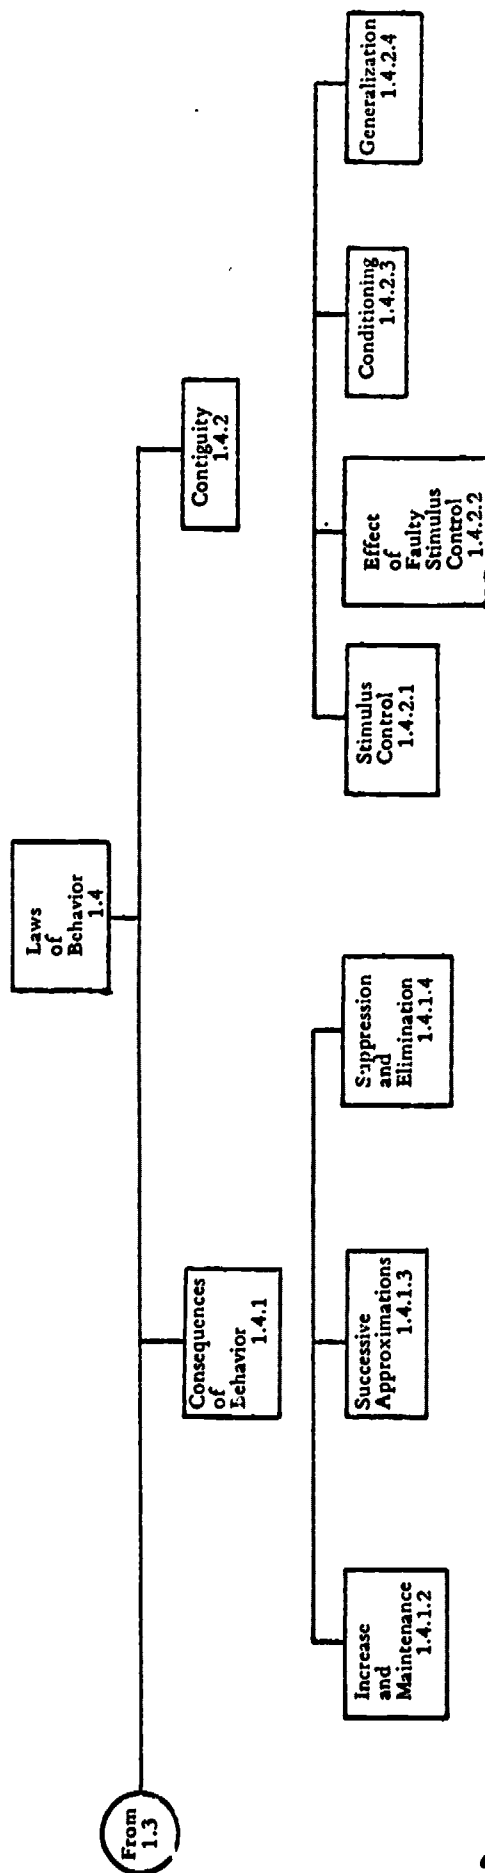 From
1.3
Laws
of
Behavior
1.4
Consequences
of
Behavior
1.4.1
Contiguity
1.4.2
Increase
and
Maintenance
1.4.1.2
Successive
Approximations
1.4.1.3
Suppression
and
Elimination
1.4.1.4
Stimulus
Control
1.4.2.1
Effect
of
Faulty
Stimulus
Control
1.4.2.2
Conditioning
1.4.2.3
Generalization
1.4.2.4